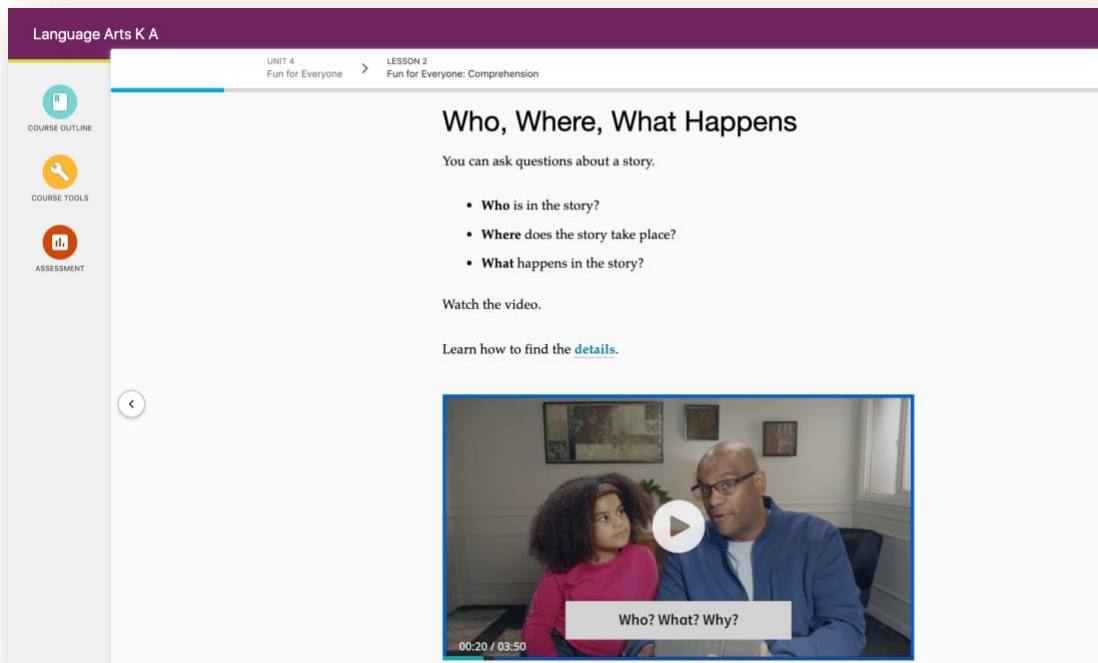 Language Arts K A
UNIT 4
Fun for Everyone
LESSON 2
Fun for Everyone: Comprehension
COURSE OUTLINE
COURSE TOOLS
ASSESSMENT
Who, Where, What Happens
You can ask questions about a story.
• Who is in the story?
• Where does the story take place?
• What happens in the story?
Watch the video.
Learn how to find the details.
Who? What? Why?
00:20 / 03:50